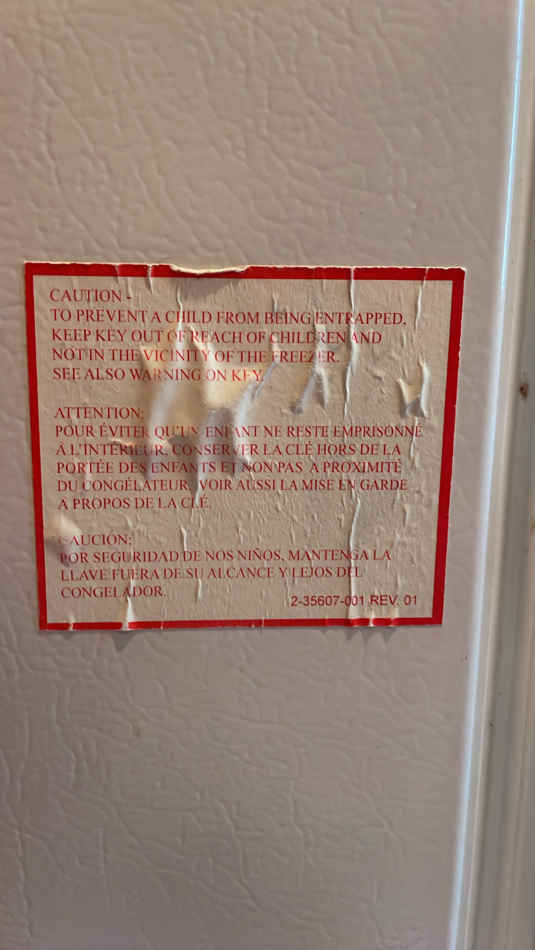 CAUTION -
TO PREVENT A CHILD FROM BEING ENTRAPPED,
KEEP KEY OUT OF REACH OF CHILDREN AND
NOT IN THE VICINITY OF THE FREEZER.
SEE ALSO WARNING ON KEY.
ATTENTION:
POUR ÉVITER QU'UN ENFANT NE RESTE EMPRISONNÉ
À L'INTÉRIEUR, CONSERVER LA CLÉ HORS DE LA
PORTÉE DES ENFANTS ET NON PAS À PROXIMITÉ
DU CONGÉLATEUR. VOIR AUSSI LA MISE EN GARDE
À PROPOS DE LA CLÉ.
CAUCIÓN:
POR SEGURIDAD DE NOS NIÑOS, MANTENGA LA
LLAVE FUERA DE SU ALCANCE Y LEJOS DEL
CONGELADOR.
2-35607-001 REV. 01